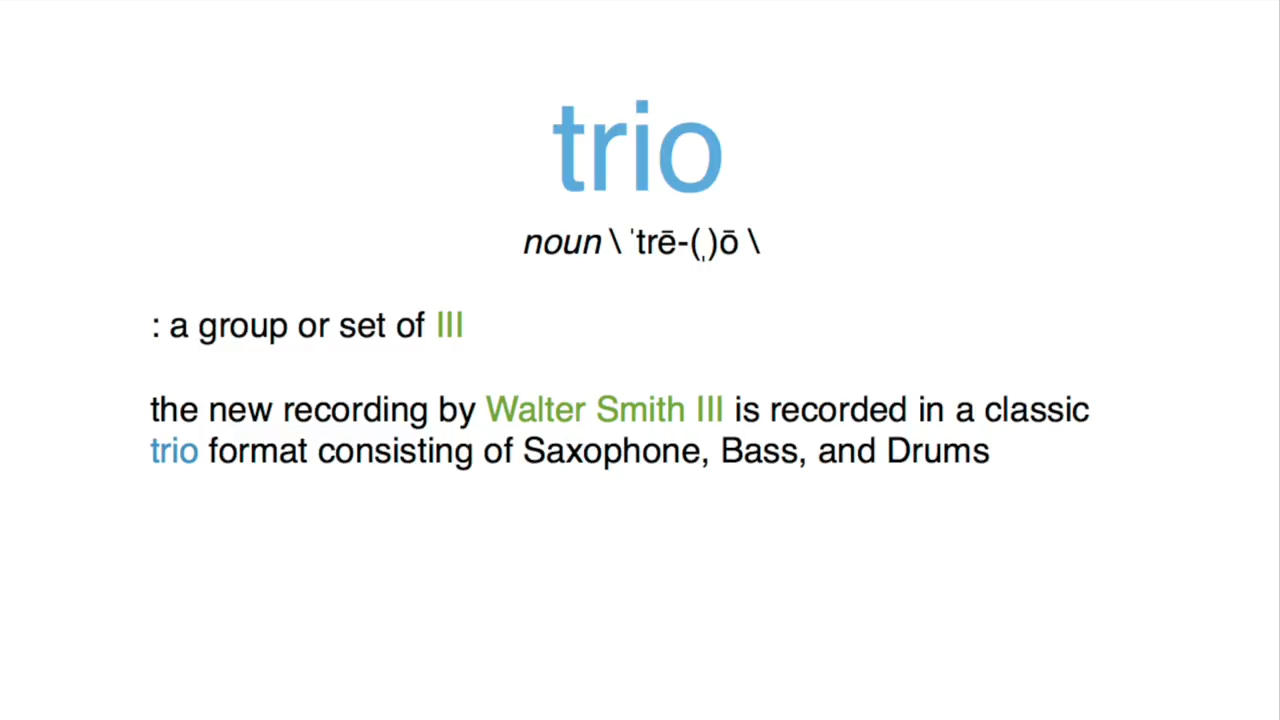 trio
noun \ ˈtrē-(ˌ)ō \
: a group or set of III
the new recording by Walter Smith III is recorded in a classic
trio format consisting of Saxophone, Bass, and Drums